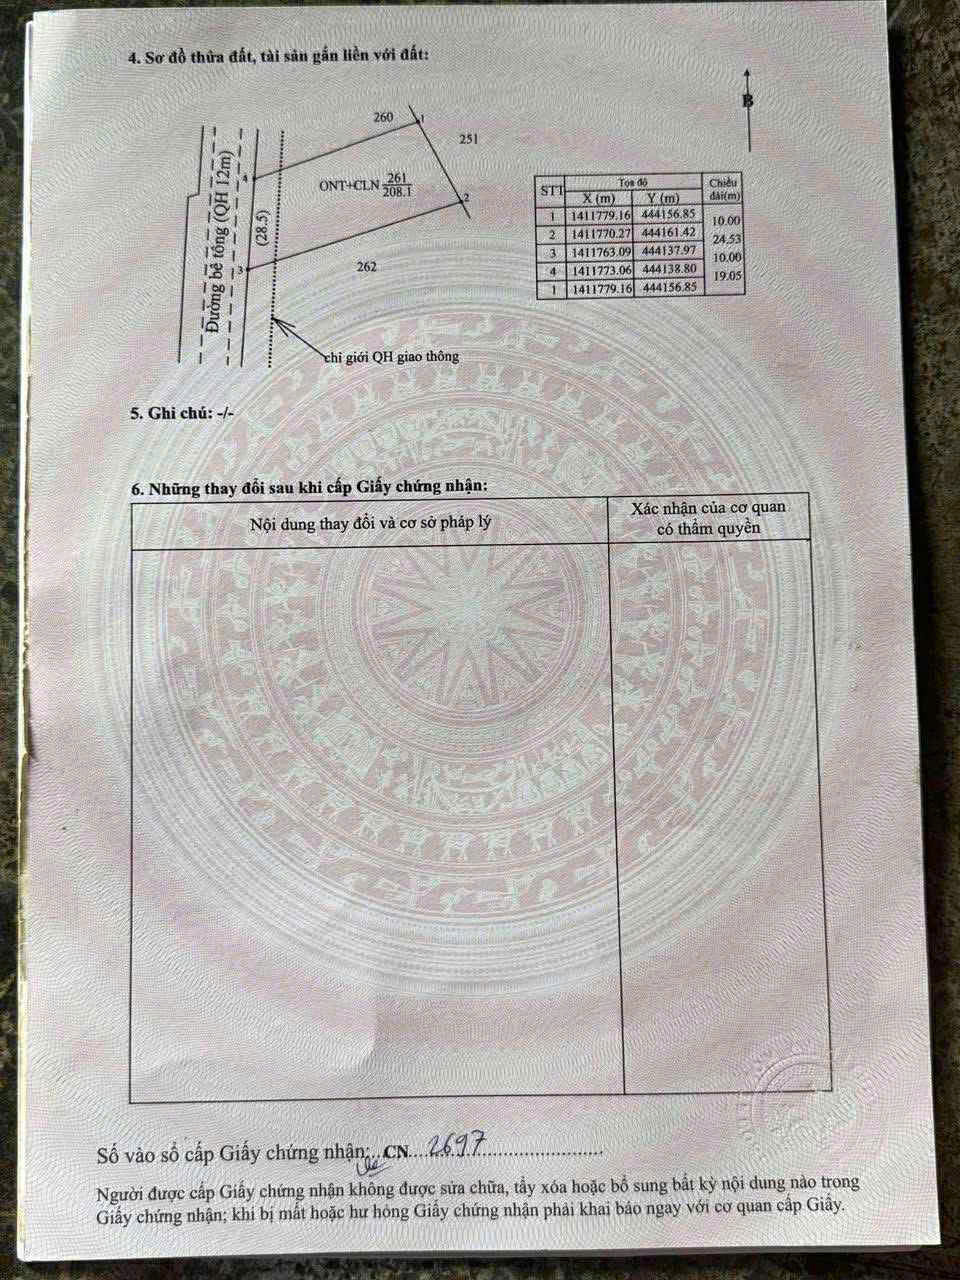 4. Sơ đồ thửa đất, tài sản gắn liền với đất:
B
260
1
251
4
ONT+CLN 261/208.1
2
Đường bê tông (QH 12m)
(28.5)
3
262
chỉ giới QH giao thông
STT Tọa độ Chiều dài(m)
X (m) Y (m)
1 1411779.16 444156.85
10.00
2 1411770.27 444161.42
24.53
3 1411763.09 444137.97
10.00
4 1411773.06 444138.80
19.05
1 1411779.16 444156.85
5. Ghi chú: -/-
6. Những thay đổi sau khi cấp Giấy chứng nhận:
Nội dung thay đổi và cơ sở pháp lý
Xác nhận của cơ quan
có thẩm quyền
Số vào sổ cấp Giấy chứng nhận:...CN....2697
Người được cấp Giấy chứng nhận không được sửa chữa, tẩy xóa hoặc bổ sung bất kỳ nội dung nào trong
Giấy chứng nhận; khi bị mất hoặc hư hỏng Giấy chứng nhận phải khai báo ngay với cơ quan cấp Giấy.